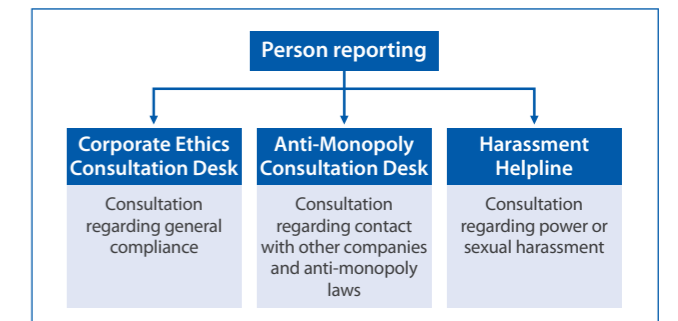 Person reporting
Corporate Ethics
Consultation Desk
Consultation
regarding general
compliance
Anti-Monopoly
Consultation Desk
Consultation
regarding contact
with other companies
and anti-monopoly
laws
Harassment
Helpline
Consultation
regarding power or
sexual harassment